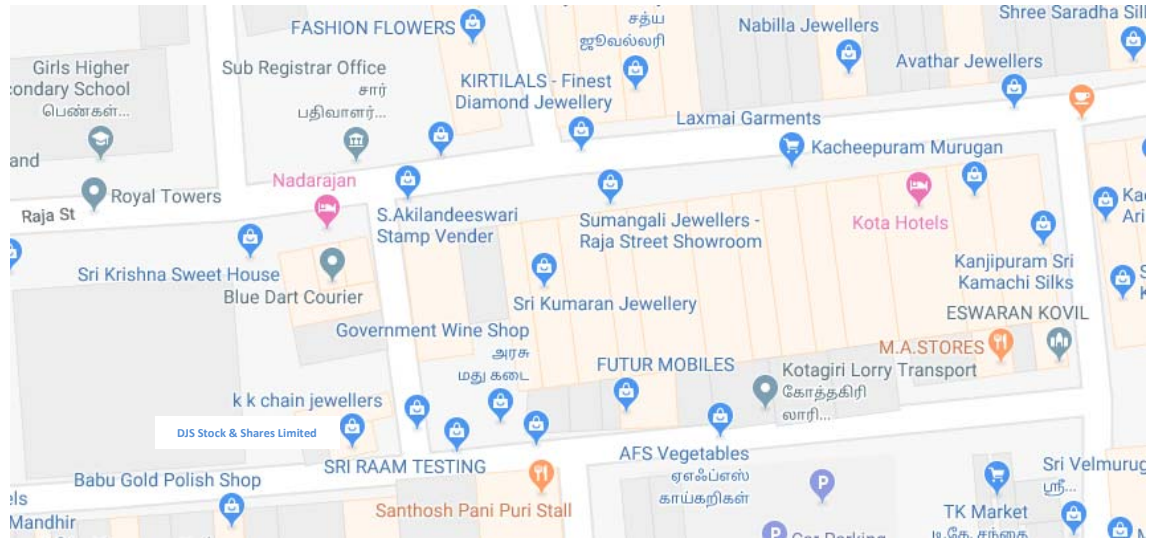 Shree Saradha Sil
சத்ய
ஜூவல்லரி
FASHION FLOWERS
Nabilla Jewellers
Avathar Jewellers
Girls Higher
condary School
பெண்கள்...
Sub Registrar Office
சார்
பதிவாளர்...
KIRTILALS - Finest
Diamond Jewellery
Laxmai Garments
Kacheepuram Murugan
and
Royal Towers
Nadarajan
Raja St
S.Akilandeeswari
Stamp Vender
Sumangali Jewellers -
Raja Street Showroom
Kota Hotels
Ka
Ari
Sri Krishna Sweet House
Blue Dart Courier
Sri Kumaran Jewellery
Kanjipuram Sri
Kamachi Silks
S
K
ESWARAN KOVIL
Government Wine Shop
அரசு
மது கடை
M.A.STORES
FUTUR MOBILES
Kotagiri Lorry Transport
கோத்தகிரி
லாரி...
k k chain jewellers
DJS Stock & Shares Limited
SRI RAAM TESTING
AFS Vegetables
ஏஎஃப்எஸ்
காய்கறிகள்
Babu Gold Polish Shop
Santhosh Pani Puri Stall
P
Sri Velmurug
ஸ்ரீ...
els
Mandhir
TK Market
டி.கே. சந்தை
P
Car Parking
M